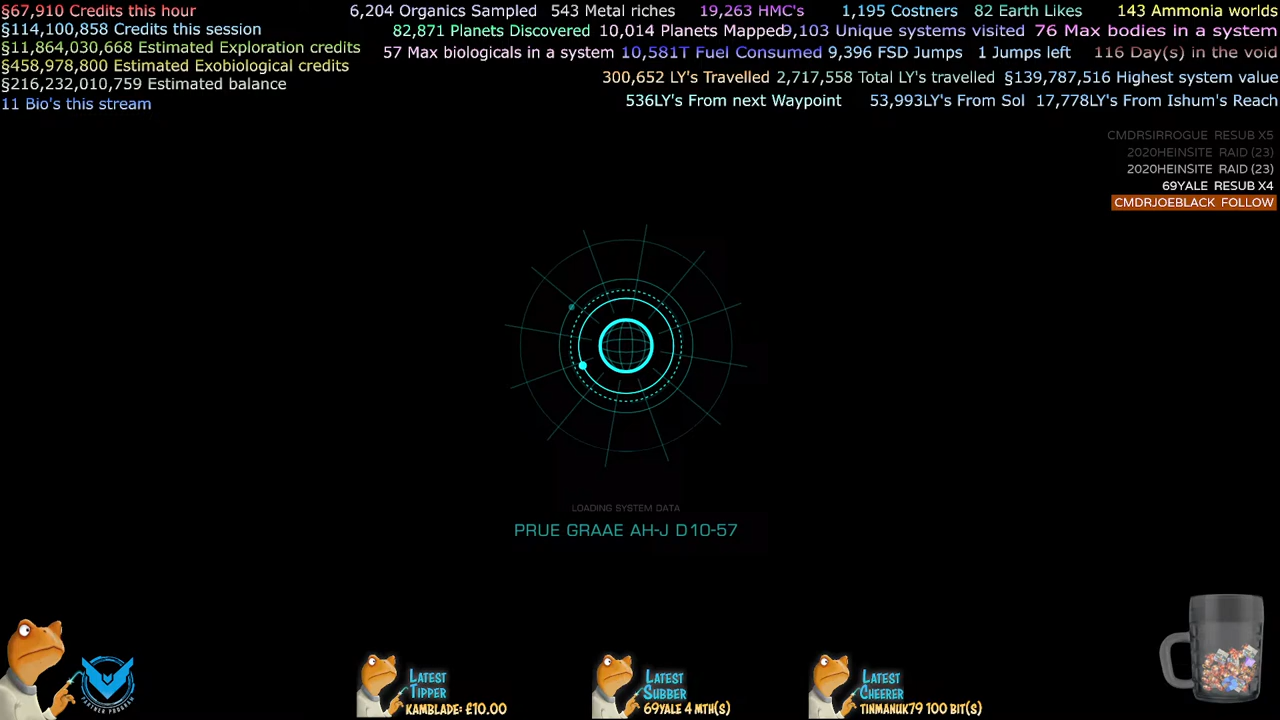 §67,910 Credits this hour
§114,100,858 Credits this session
§11,864,030,668 Estimated Exploration credits
§458,978,800 Estimated Exobiological credits
§216,232,010,759 Estimated balance
11 Bio's this stream
6,204 Organics Sampled 543 Metal riches 19,263 HMC's 1,195 Costners 82 Earth Likes 143 Ammonia worlds
82,871 Planets Discovered 10,014 Planets Mapped 9,103 Unique systems visited 76 Max bodies in a system
57 Max biologicals in a system 10,581T Fuel Consumed 9,396 FSD Jumps 1 Jumps left 116 Day(s) in the void
300,652 LY's Travelled 2,717,558 Total LY's travelled §139,787,516 Highest system value
536LY's From next Waypoint 53,993LY's From Sol 17,778LY's From Ishum's Reach
CMDRSIRROGUE RESUB X5
2020HEINSITE RAID (23)
2020HEINSITE RAID (23)
69YALE RESUB X4
CMDRJOEBLACK FOLLOW
LOADING SYSTEM DATA
PRUE GRAAE AH-J D10-57
PARTNER PROGRAM
LATEST
TIPPER
KAMBLADE: £10.00
LATEST
SUBBER
69YALE 4 MTH(S)
LATEST
CHEERER
TINMANUK79 100 BIT(S)